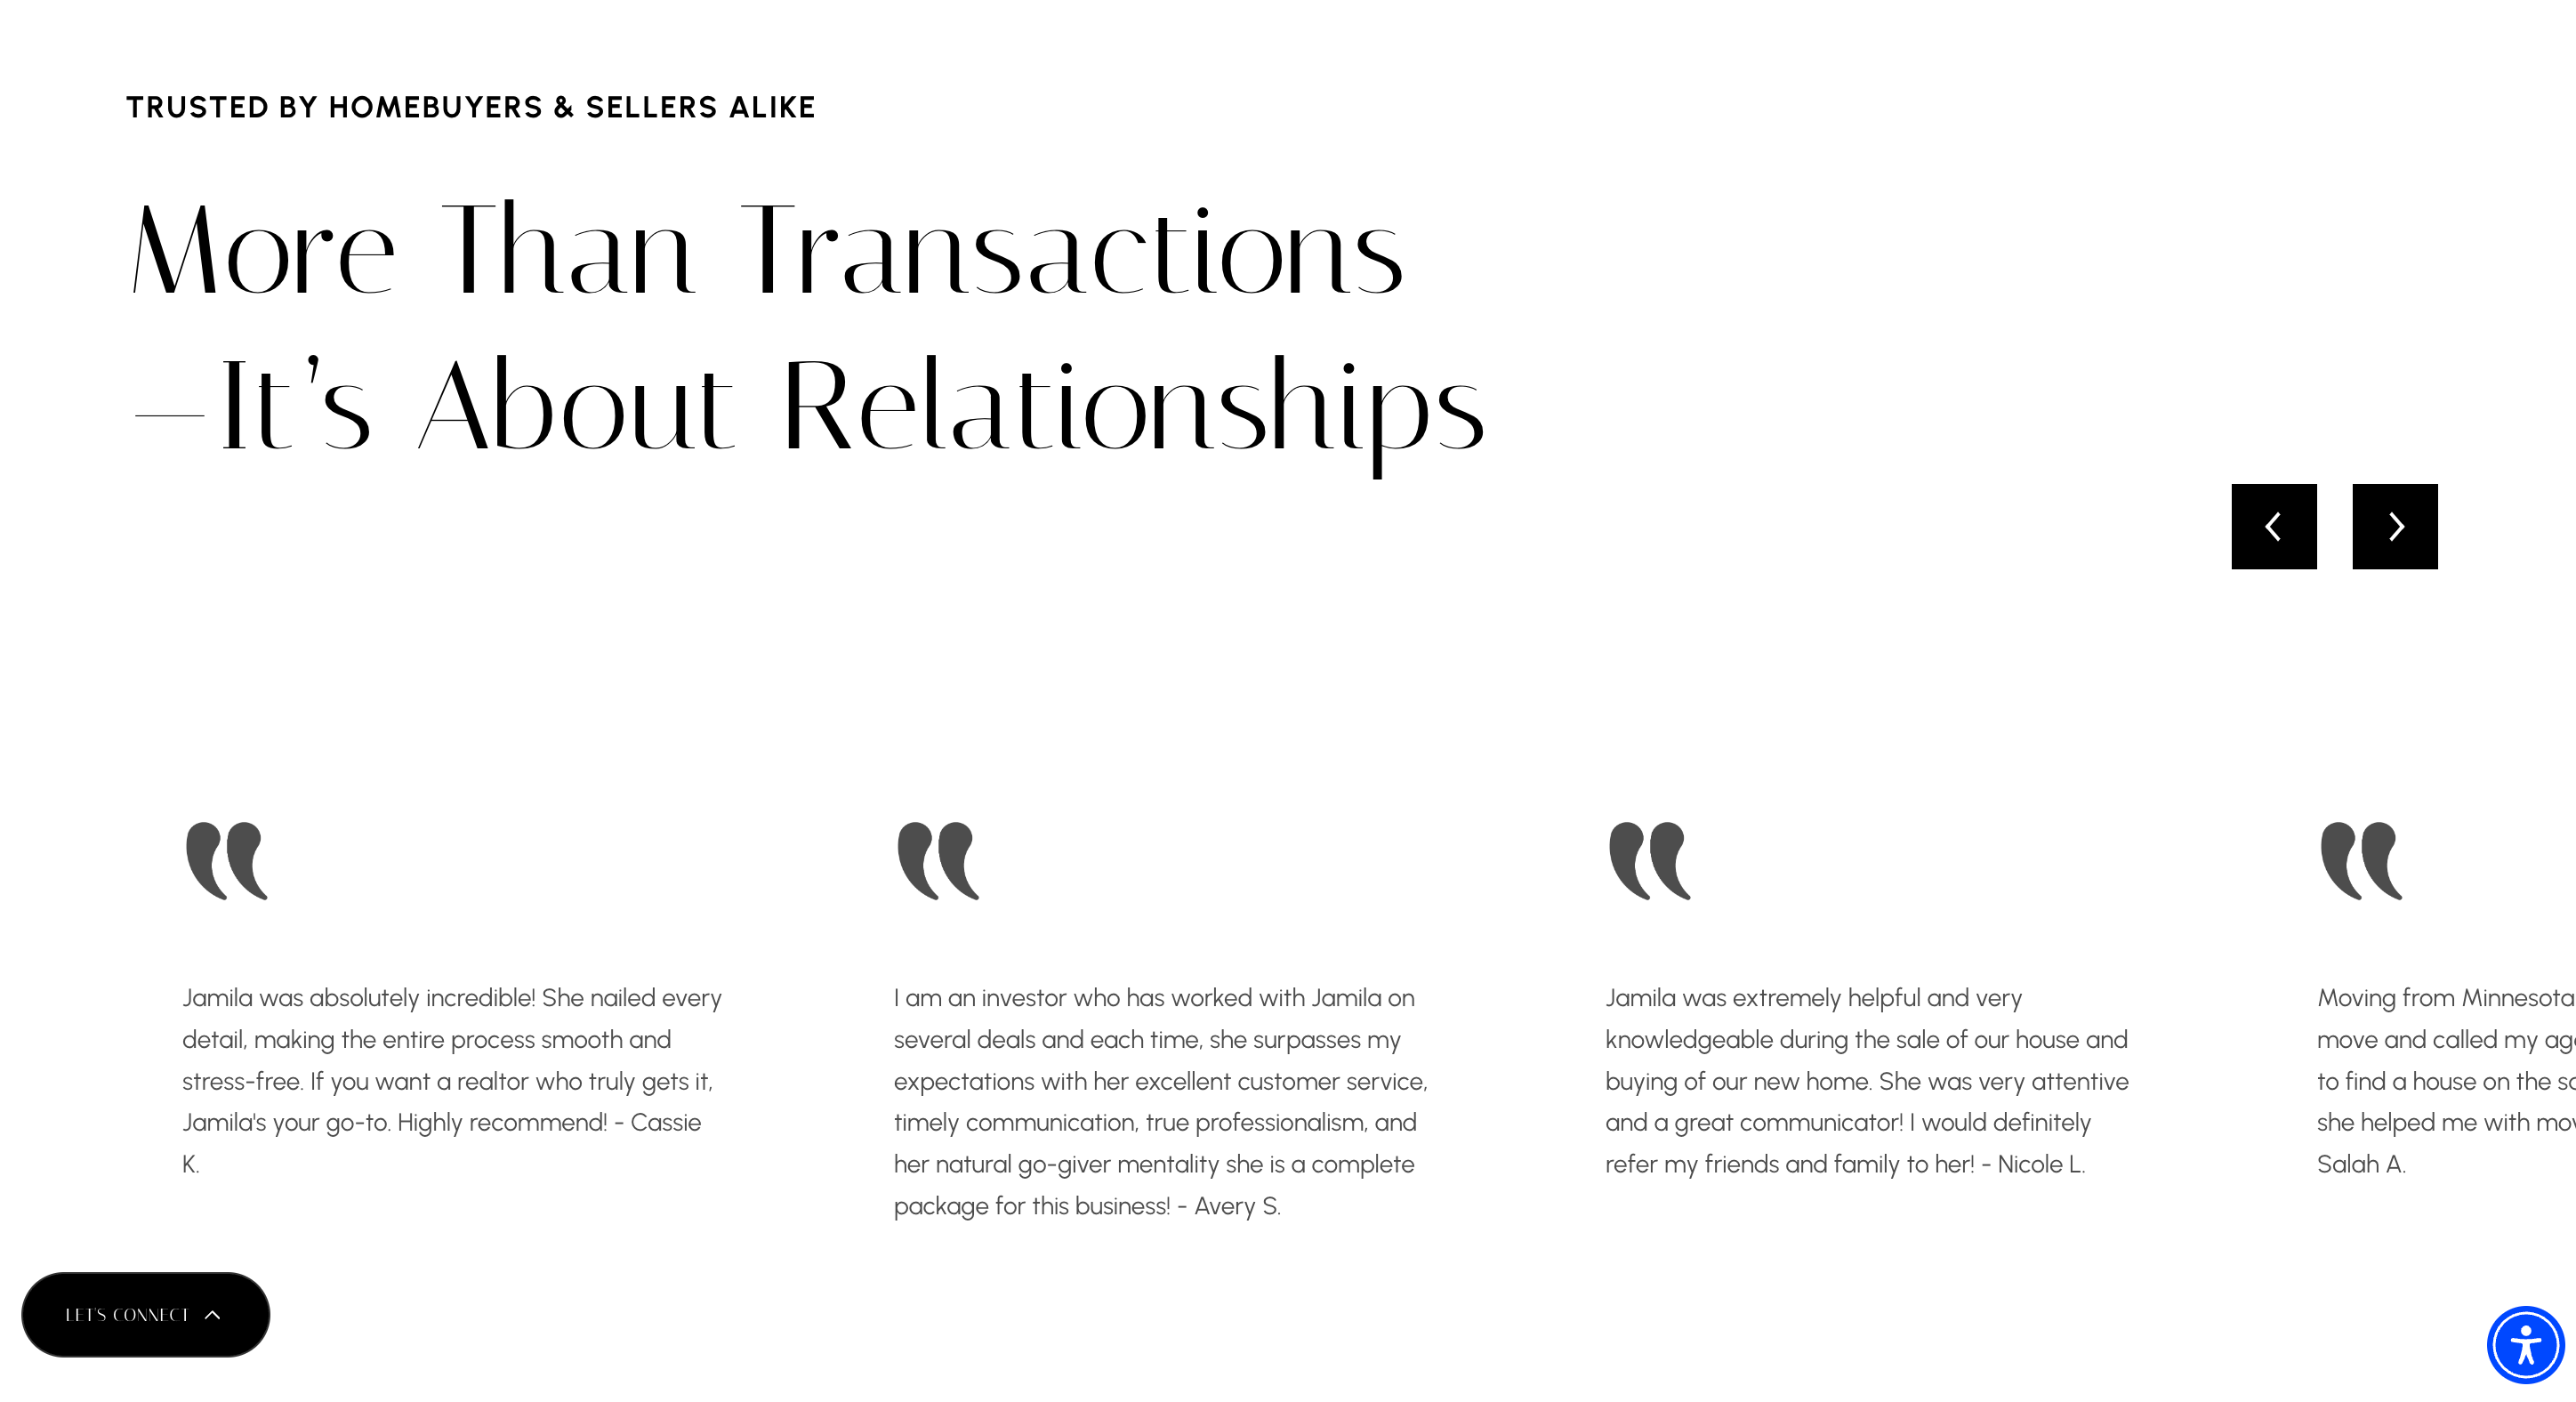 TRUSTED BY HOMEBUYERS & SELLERS ALIKE
More Than Transactions
—It's About Relationships
Jamila was absolutely incredible! She nailed every
detail, making the entire process smooth and
stress-free. If you want a realtor who truly gets it,
Jamila's your go-to. Highly recommend! - Cassie
K.
I am an investor who has worked with Jamila on
several deals and each time, she surpasses my
expectations with her excellent customer service,
timely communication, true professionalism, and
her natural go-giver mentality she is a complete
package for this business! - Avery S.
Jamila was extremely helpful and very
knowledgeable during the sale of our house and
buying of our new home. She was very attentive
and a great communicator! I would definitely
refer my friends and family to her! - Nicole L.
Moving from Minnesota
move and called my
to find a house on the
she helped me with
Salah A.
LET'S CONNECT